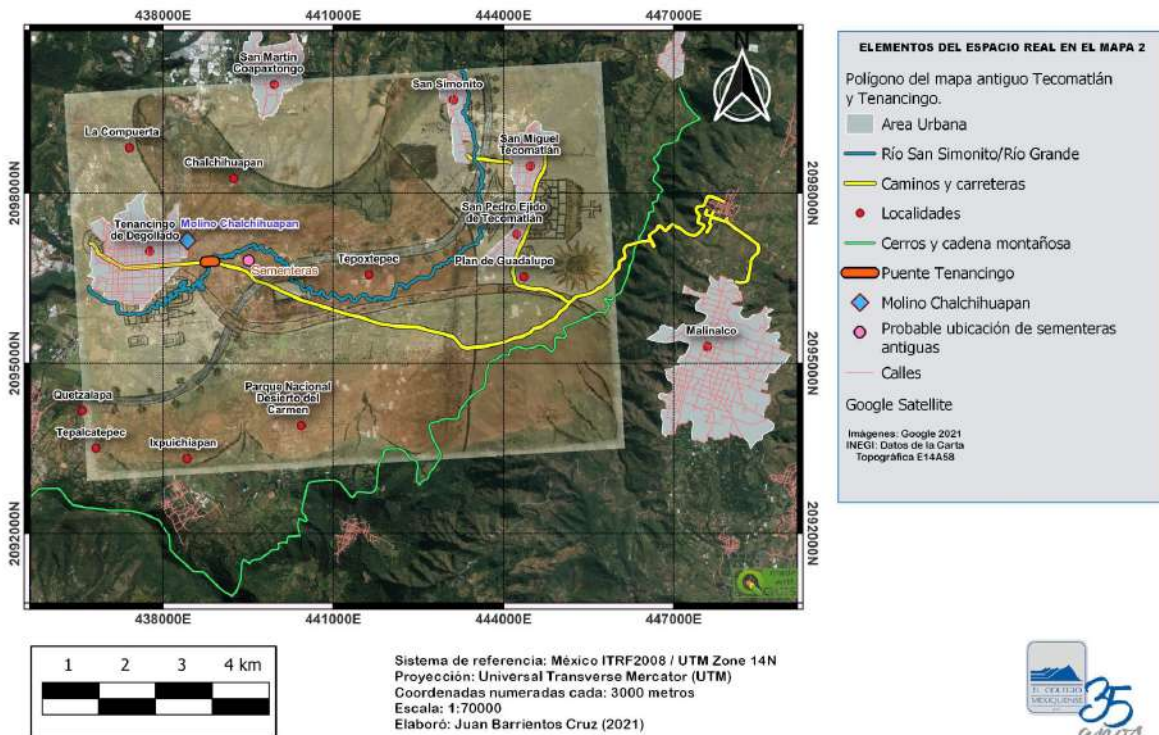 438000E
441000E
444000E
447000E
2098000N
2095000N
2092000N
San Martín
Coapaxtongo
San Simonito
La Compuerta
San Miguel
Tecomatlán
Chalchihuapan
San Pedro Ejido
de Tecomatlán
Tenancingo
de Degollado
Molino Chalchihuapan
Sementeras
Tepoxtepec
Plan de Guadalupe
Malinalco
Quetzalapa
Parque Nacional
Desierto del
Carmen
Tepalcatepec
Ixpuichiapan
2098000N
2095000N
2092000N
438000E
441000E
444000E
447000E
ELEMENTOS DEL ESPACIO REAL EN EL MAPA 2
Polígono del mapa antiguo Tecomatlán
y Tenancingo.
Area Urbana
Río San Simonito/Río Grande
Caminos y carreteras
Localidades
Cerros y cadena montañosa
Puente Tenancingo
Molino Chalchihuapan
Probable ubicación de sementeras
antiguas
Calles
Google Satellite
Imágenes: Google 2021
INEGI: Datos de la Carta
Topográfica E14A58
1 2 3 4 km
Sistema de referencia: México ITRF2008 / UTM Zone 14N
Proyección: Universal Transverse Mercator (UTM)
Coordenadas numeradas cada: 3000 metros
Escala: 1:70000
Elaboró: Juan Barrientos Cruz (2021)
EL COLEGIO
MEXIQUENSE
35
años